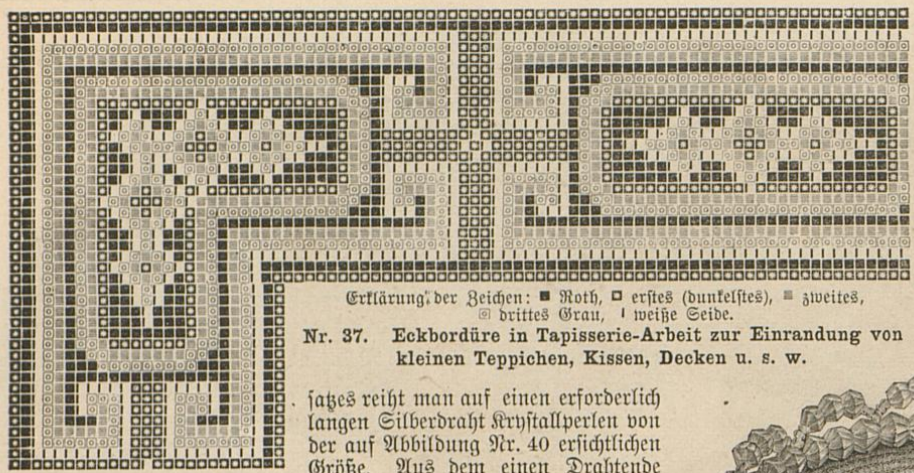 Erklärung der Zeichen: ■ Roth, ◘ erstes (dunkelstes), ▦ zweites,
▣ drittes Grau, ╹ weiße Seide.
Nr. 37. Eckbordüre in Tapisserie-Arbeit zur Einrandung von
kleinen Teppichen, Kissen, Decken u. s. w.
satzes reiht man auf einen erforderlich
langen Silberdraht Krystallperlen von
der auf Abbildung Nr. 40 ersichtlichen
Größe. Aus dem einen Drahtende